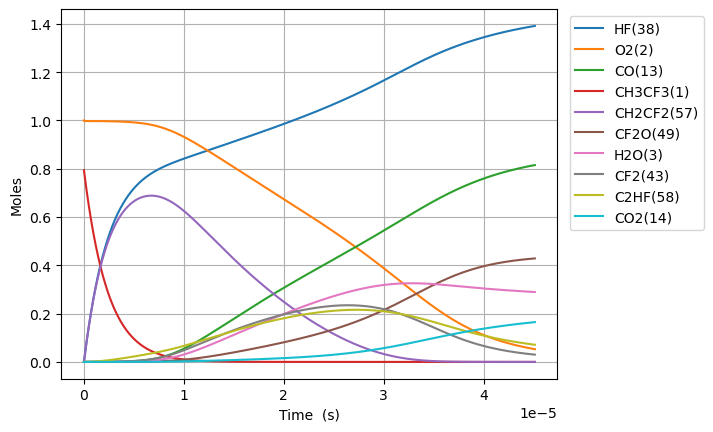 1.4
1.2
1.0
0.8
0.6
0.4
0.2
0.0
Moles
0
1
2
3
4
1e−5
Time  (s)
HF(38)
O2(2)
CO(13)
CH3CF3(1)
CH2CF2(57)
CF2O(49)
H2O(3)
CF2(43)
C2HF(58)
CO2(14)